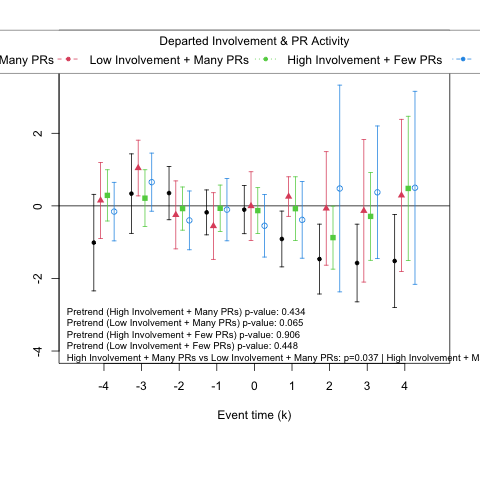 Departed Involvement & PR Activity
Many PRs Low Involvement + Many PRs High Involvement + Few PRs
2
0
-2
-4
Pretrend (High Involvement + Many PRs) p-value: 0.434
Pretrend (Low Involvement + Many PRs) p-value: 0.065
Pretrend (High Involvement + Few PRs) p-value: 0.906
Pretrend (Low Involvement + Few PRs) p-value: 0.448
High Involvement + Many PRs vs Low Involvement + Many PRs: p=0.037 | High Involvement + M
-4 -3 -2 -1 0 1 2 3 4
Event time (k)